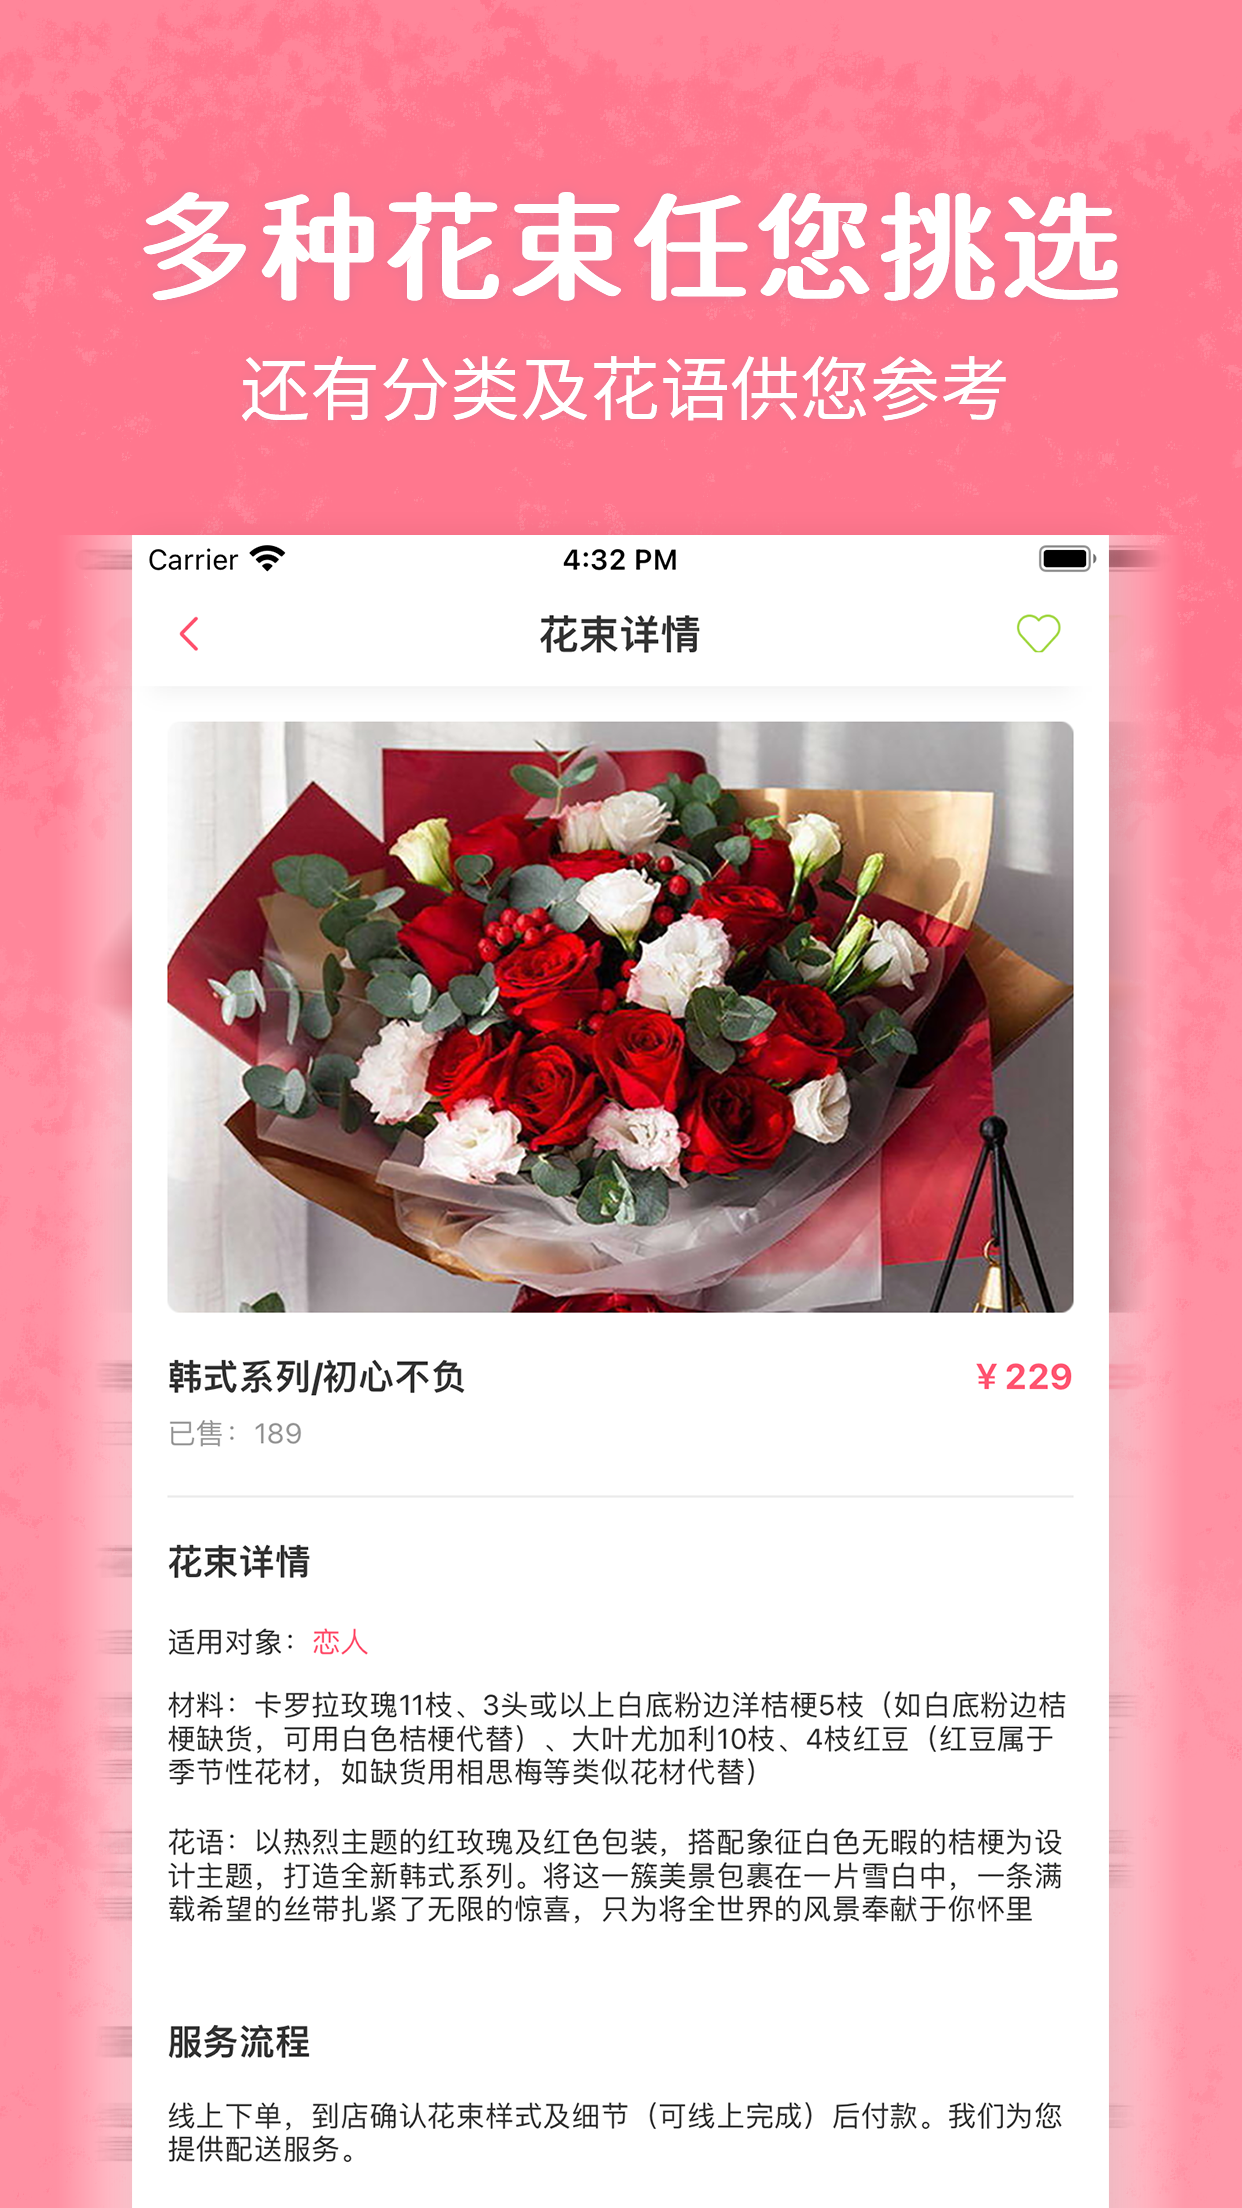 多种花束任您挑选
还有分类及花语供您参考
Carrier 4:32 PM
花束详情
韩式系列/初心不负 ¥ 229
已售：189
花束详情
适用对象：恋人
材料：卡罗拉玫瑰11枝、3头或以上白底粉边洋桔梗5枝（如白底粉边桔
梗缺货，可用白色桔梗代替）、大叶尤加利10枝、4枝红豆（红豆属于
季节性花材，如缺货用相思梅等类似花材代替）
花语：以热烈主题的红玫瑰及红色包装，搭配象征白色无暇的桔梗为设
计主题，打造全新韩式系列。将这一簇美景包裹在一片雪白中，一条满
载希望的丝带扎紧了无限的惊喜，只为将全世界的风景奉献于你怀里
服务流程
线上下单，到店确认花束样式及细节（可线上完成）后付款。我们为您
提供配送服务。